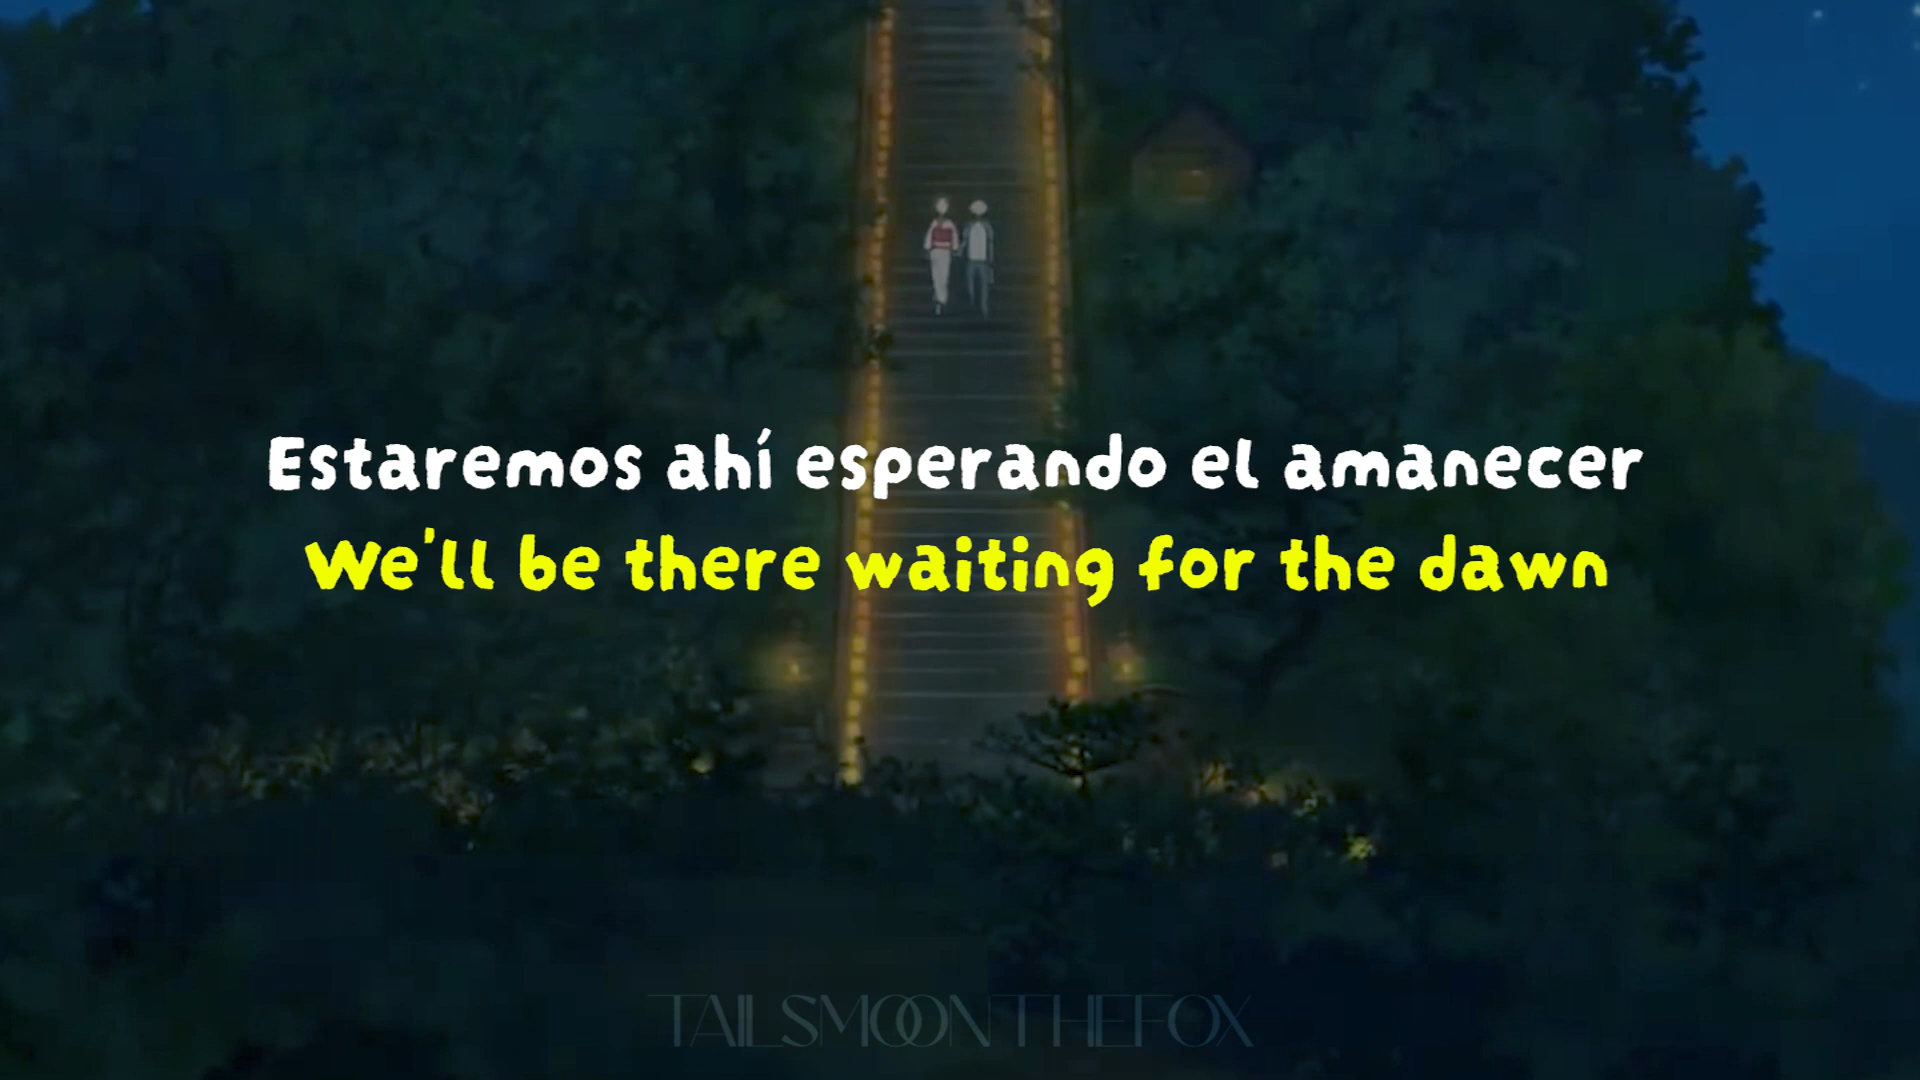 Estaremos ahí esperando el amanecer
We'll be there waiting for the dawn
TAILSMOONTHEFOX